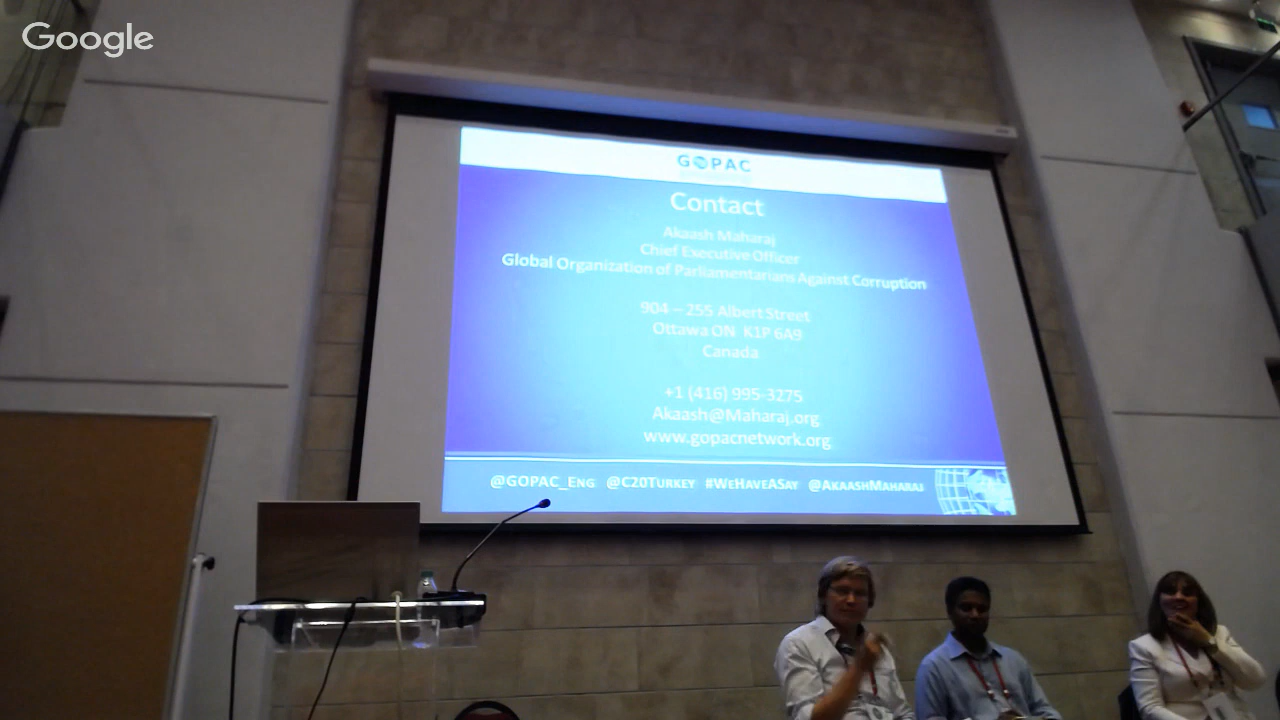 Google
GOPAC
Contact
Akaash Maharaj
Chief Executive Officer
Global Organization of Parliamentarians Against Corruption
904 – 255 Albert Street
Ottawa ON K1P 6A9
Canada
+1 (416) 995-3275
Akaash@Maharaj.org
www.gopacnetwork.org
@GOPAC_Eng @C20Turkey #WeHaveASay @AkaashMaharaj